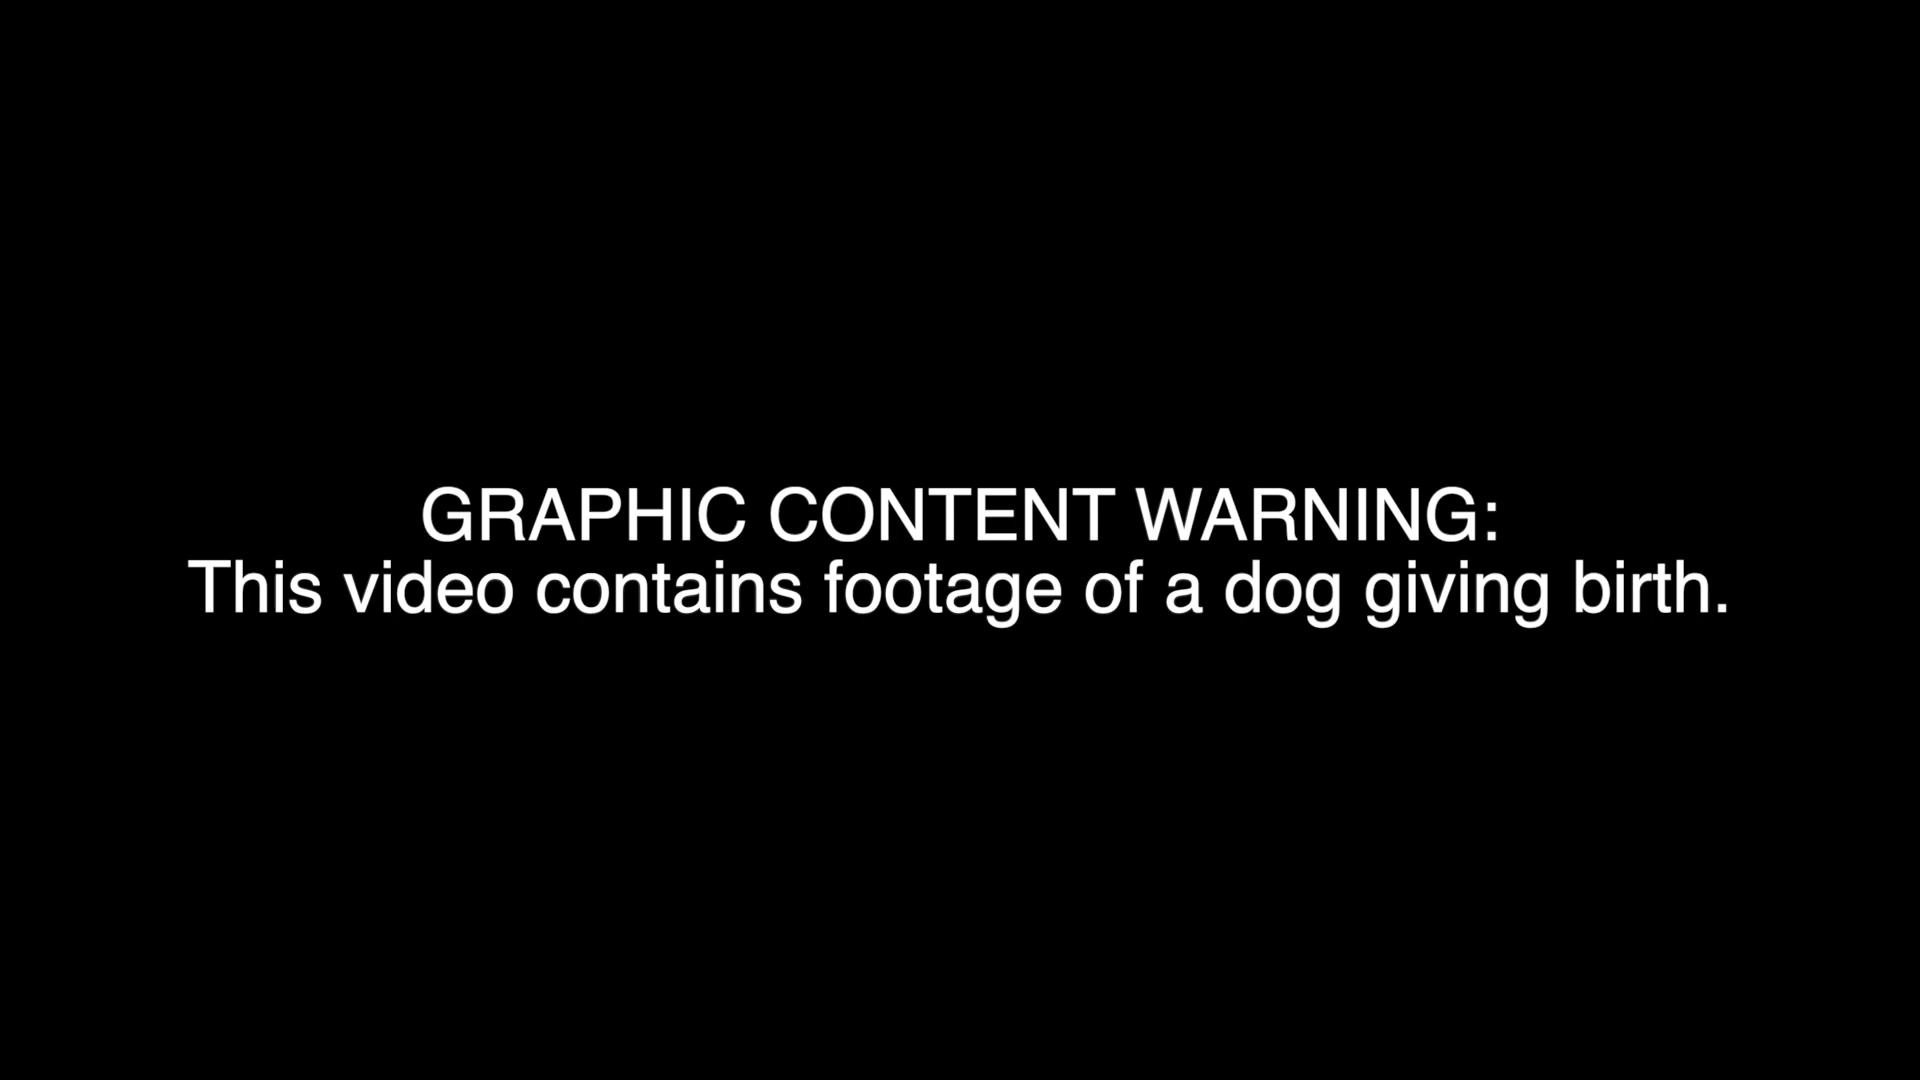 GRAPHIC CONTENT WARNING:
This video contains footage of a dog giving birth.